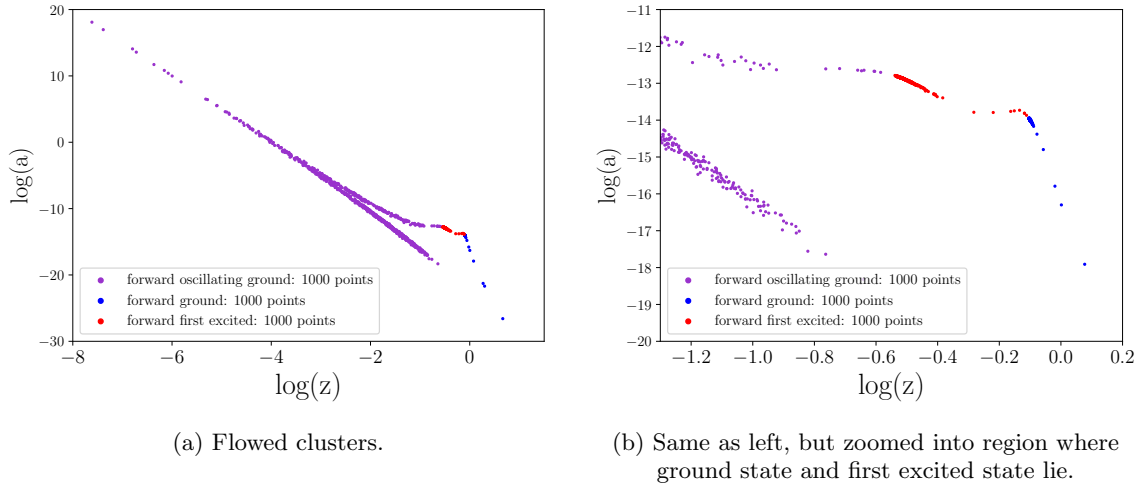 20
10
0
−10
−20
−30
log(a)
−8
−6
−4
−2
0
log(z)
forward oscillating ground: 1000 points
forward ground: 1000 points
forward first excited: 1000 points
(a) Flowed clusters.
−11
−12
−13
−14
−15
−16
−17
−18
−19
−20
log(a)
−1.2
−1.0
−0.8
−0.6
−0.4
−0.2
0.0
0.2
log(z)
forward oscillating ground: 1000 points
forward ground: 1000 points
forward first excited: 1000 points
(b) Same as left, but zoomed into region where
ground state and first excited state lie.